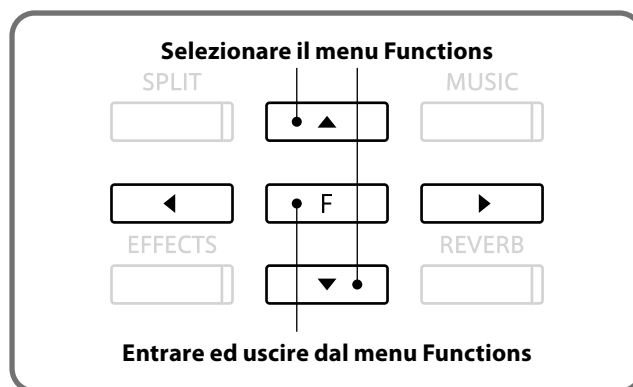 Selezionare il menu Functions
SPLIT MUSIC
F
EFFECTS REVERB
Entrare ed uscire dal menu Functions